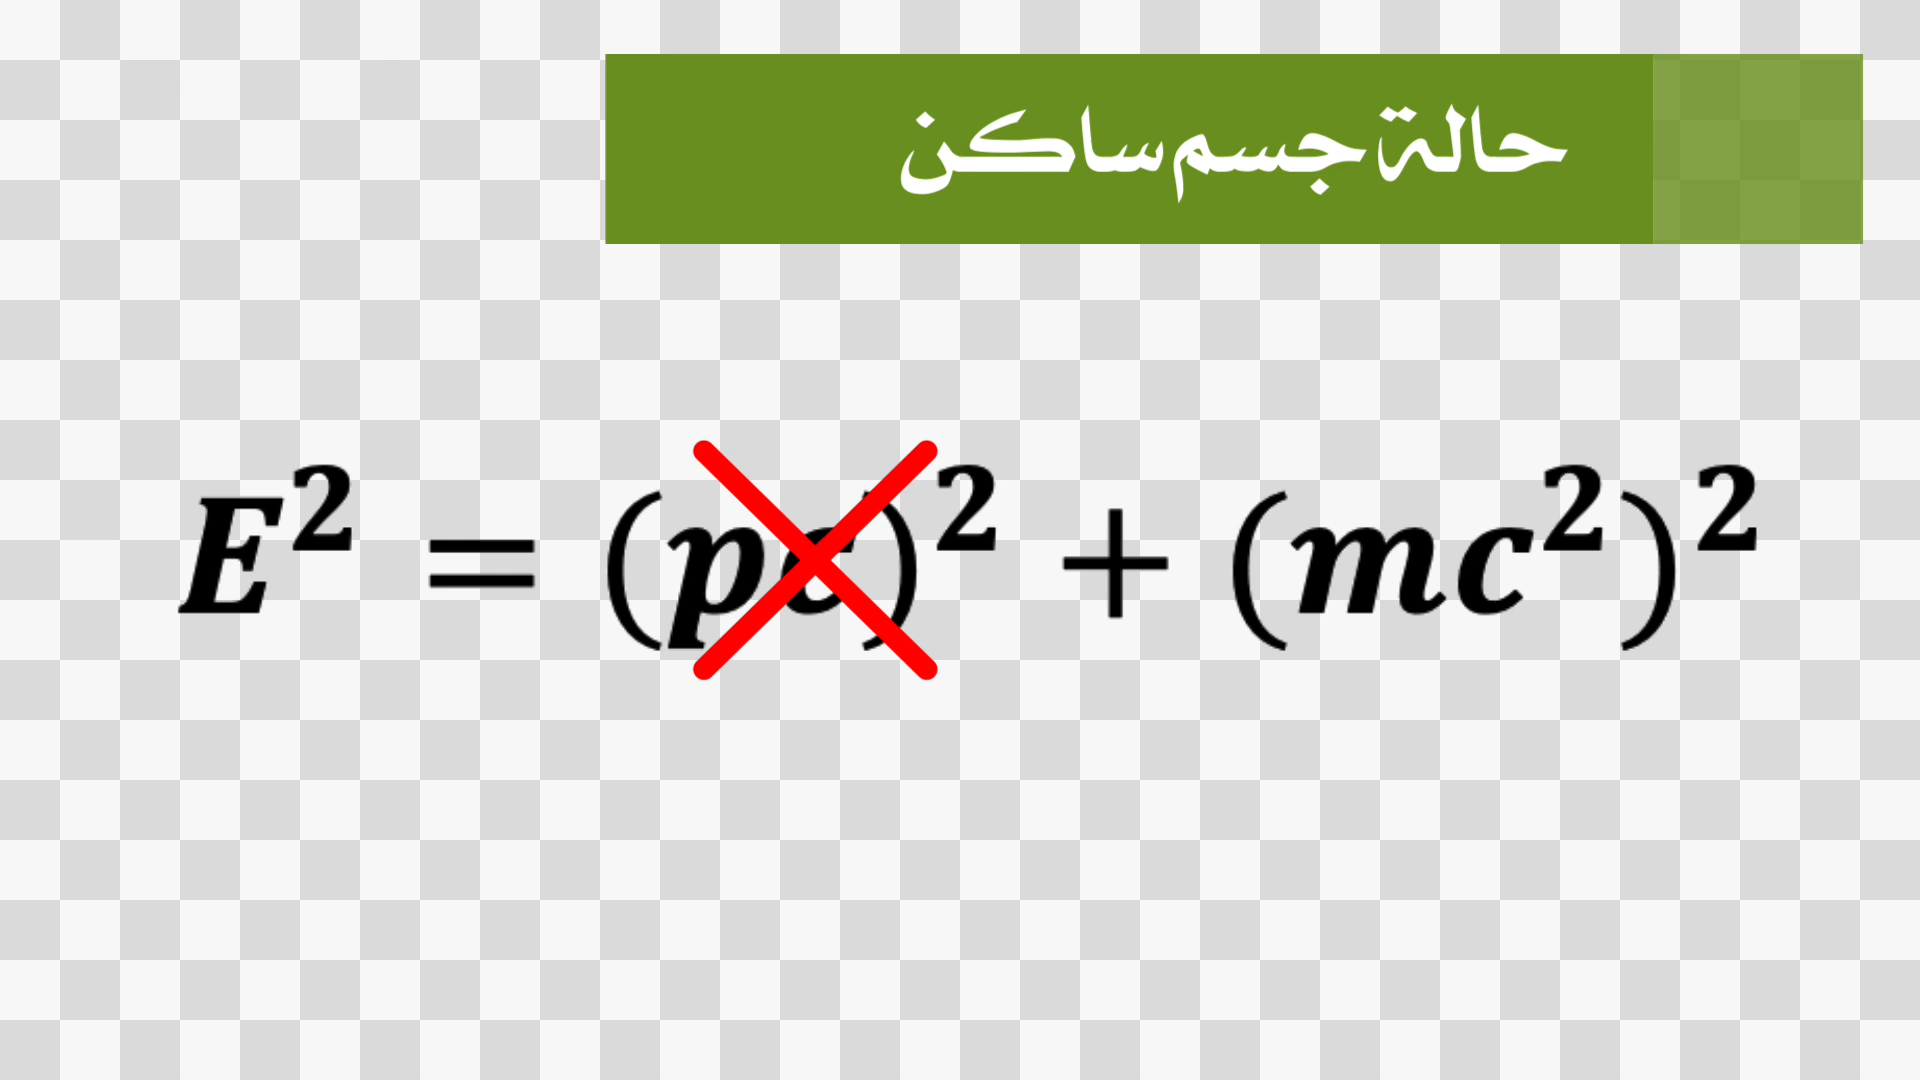 حالة جسم ساكن
E² = (pc)² + (mc²)²